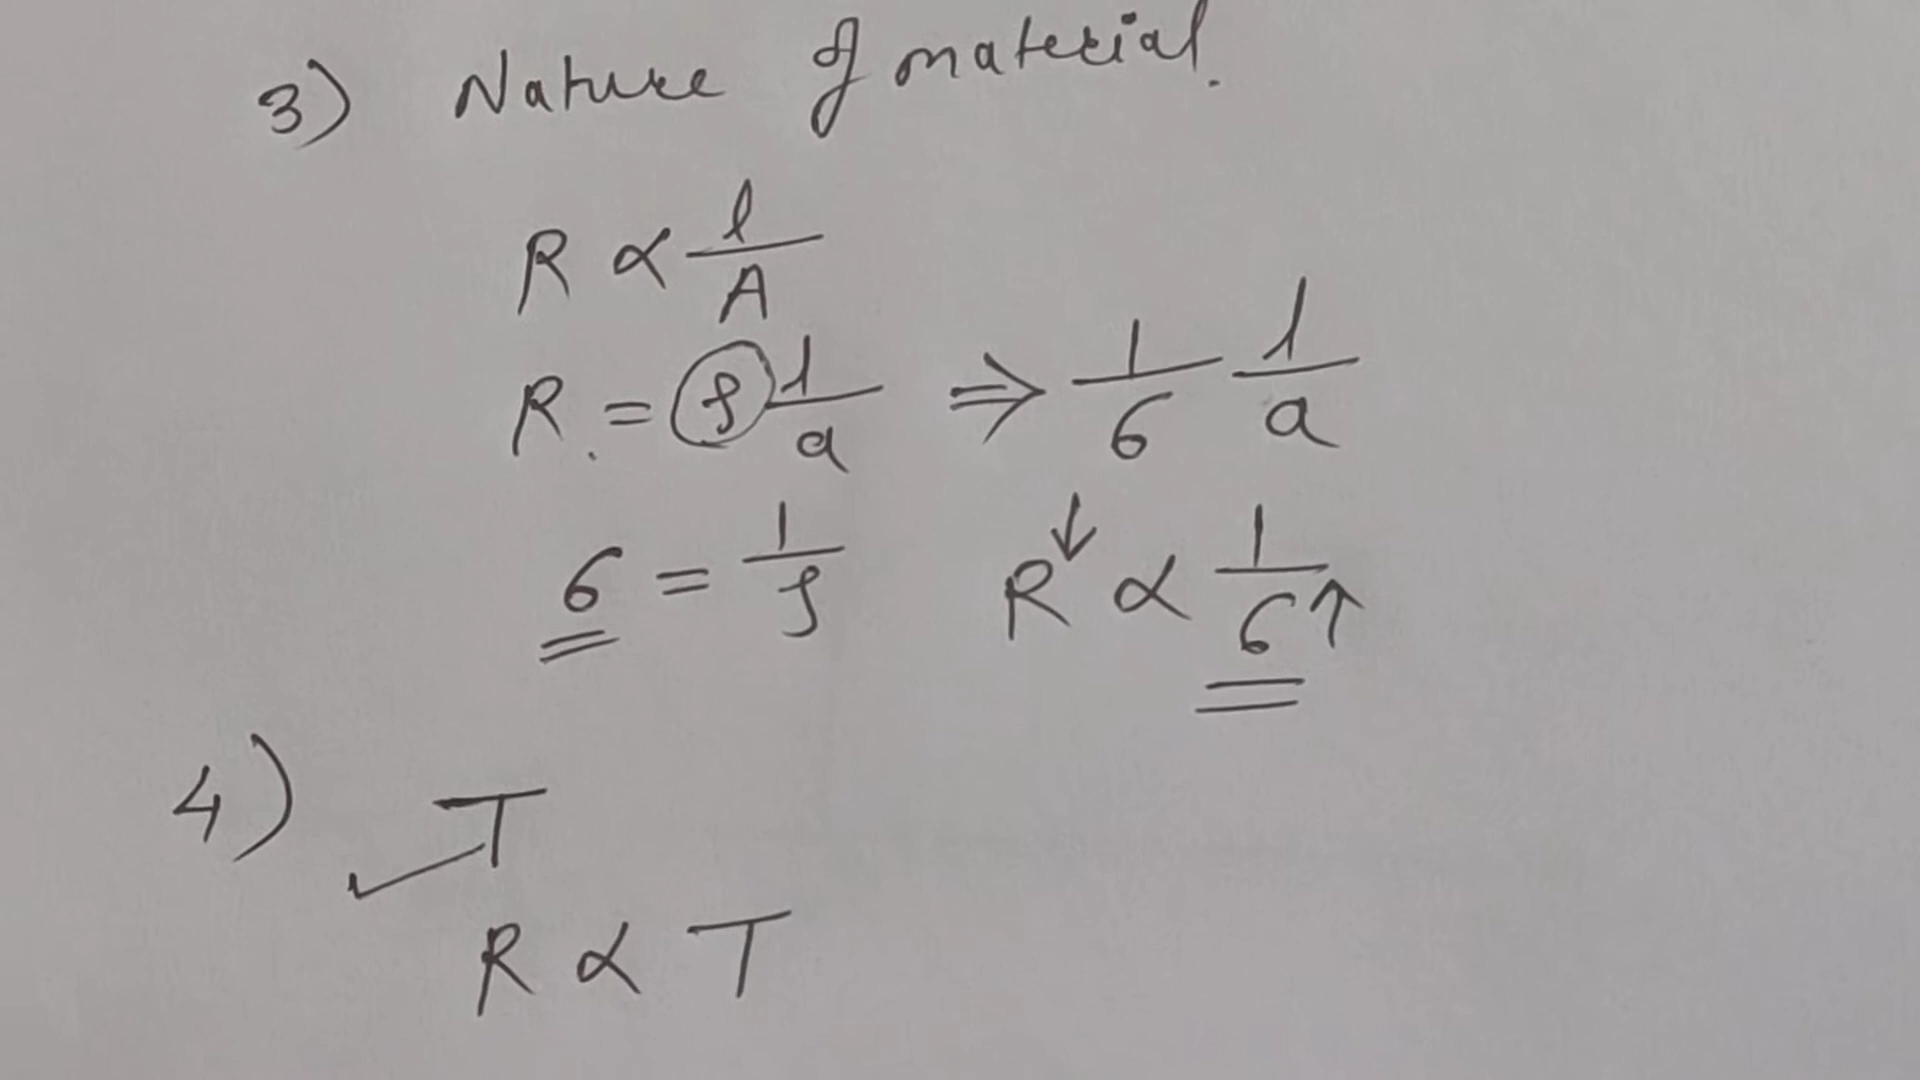 3) Nature of material.
R ∝ l/A
R. = ρ l/a ⇒ 1/σ l/a
σ = 1/ρ R↓ ∝ 1/σ↑
4) T
R ∝ T